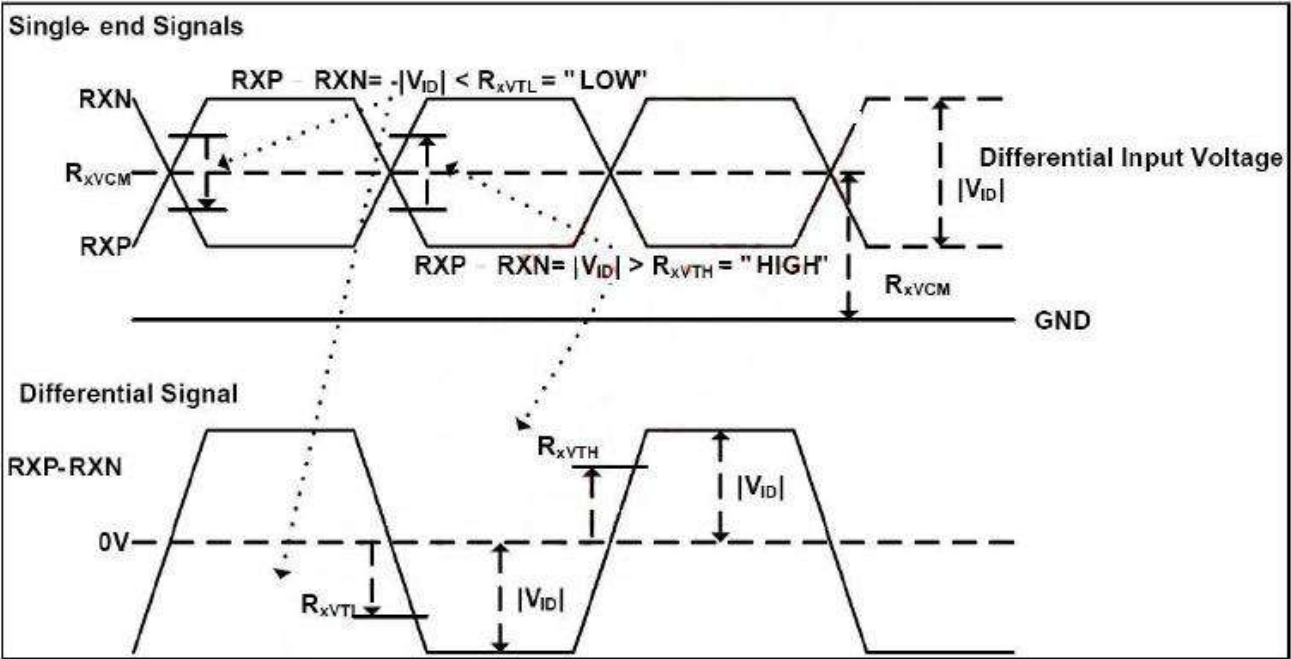 Single- end Signals
RXP - RXN= -|VID| < RxVTL = "LOW"
RXN
RxVCM
Differential Input Voltage
|VID|
RXP
RXP - RXN= |VID| > RxVTH = "HIGH"
RxVCM
GND
Differential Signal
RxVTH
RXP-RXN
|VID|
0V
RxVTL
|VID|